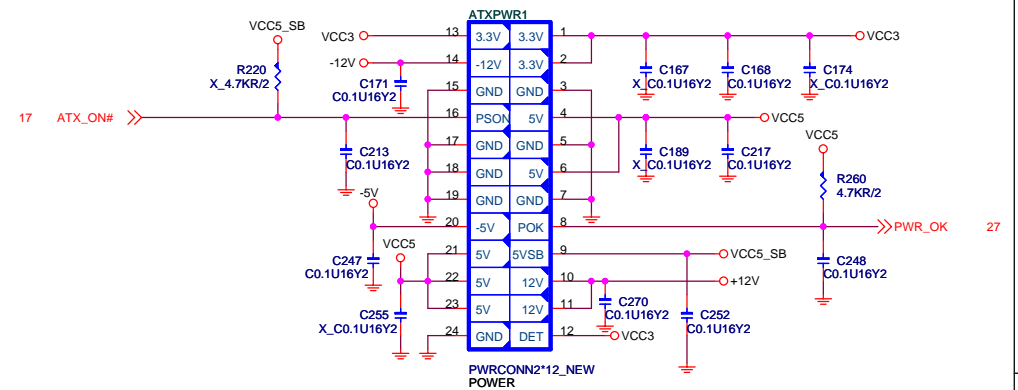 ATXPWR1
VCC5_SB
VCC3 13 3.3V 3.3V 1 VCC3
-12V 14 -12V 3.3V 2
R220
X_4.7KR/2
C171
C0.1U16Y2
C167
X_C0.1U16Y2
C168
C0.1U16Y2
C174
X_C0.1U16Y2
15 GND GND 3
17 ATX_ON# 16 PSON 5V 4 VCC5
17 GND GND 5
C213
C0.1U16Y2
C189
X_C0.1U16Y2
C217
C0.1U16Y2
VCC5
18 GND 5V 6
R260
4.7KR/2
-5V
19 GND GND 7
20 -5V POK 8 PWR_OK 27
VCC5
21 5V 5VSB 9 VCC5_SB
C247
C0.1U16Y2
C248
C0.1U16Y2
22 5V 12V 10 +12V
23 5V 12V 11
C255
X_C0.1U16Y2
C270
C0.1U16Y2
C252
C0.1U16Y2
24 GND DET 12 VCC3
PWRCONN2*12_NEW
POWER